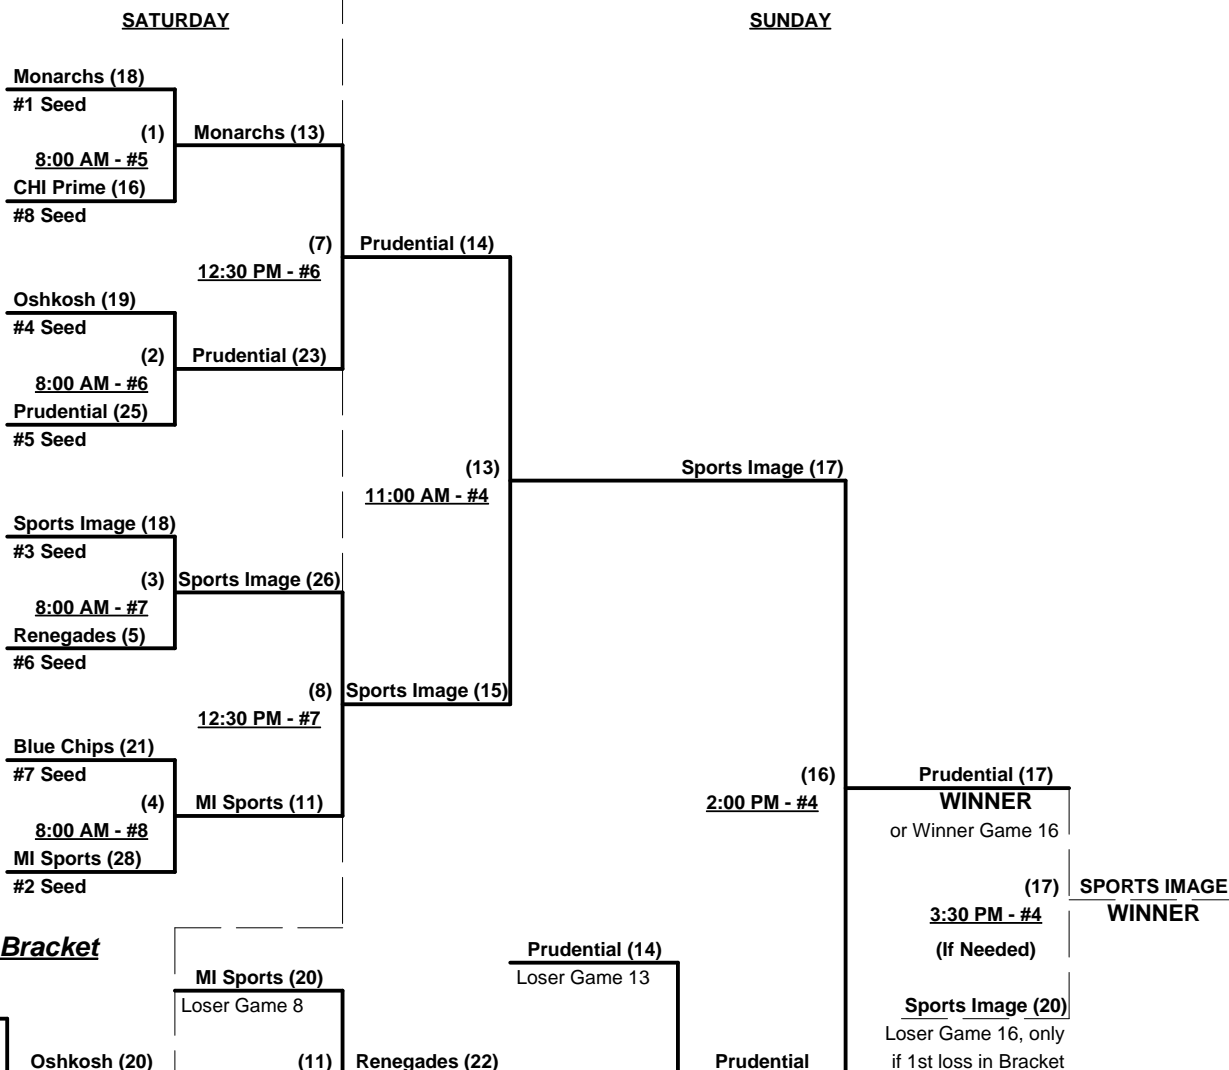 SATURDAY
SUNDAY
Monarchs (18)
#1 Seed
(1)
Monarchs (13)
8:00 AM - #5
CHI Prime (16)
#8 Seed
(7)
Prudential (14)
12:30 PM - #6
Oshkosh (19)
#4 Seed
(2)
Prudential (23)
8:00 AM - #6
Prudential (25)
#5 Seed
(13)
Sports Image (17)
11:00 AM - #4
Sports Image (18)
#3 Seed
(3)
Sports Image (26)
8:00 AM - #7
Renegades (5)
#6 Seed
(8)
Sports Image (15)
12:30 PM - #7
Blue Chips (21)
#7 Seed
(4)
MI Sports (11)
8:00 AM - #8
MI Sports (28)
#2 Seed
(16)
Prudential (17)
2:00 PM - #4
WINNER
or Winner Game 16
(17)
SPORTS IMAGE
3:30 PM - #4
WINNER
(If Needed)
Bracket
Prudential (14)
Loser Game 13
MI Sports (20)
Loser Game 8
Sports Image (20)
Loser Game 16, only
if 1st loss in Bracket
Oshkosh (20)
(11)
Renegades (22)
Prudential